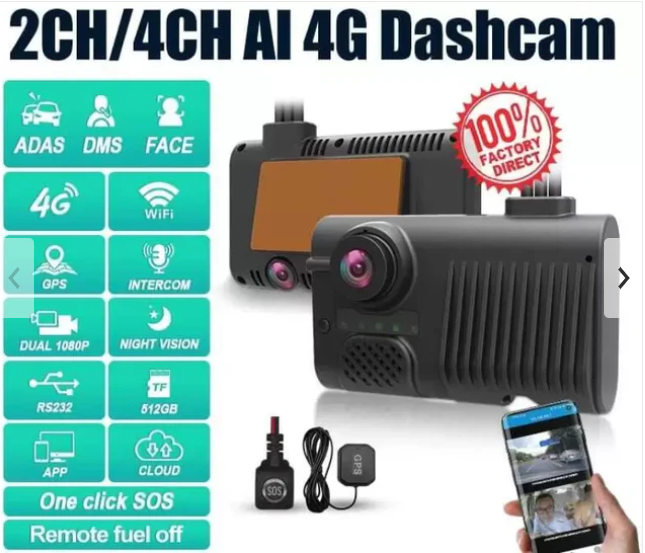 2CH/4CH AI 4G Dashcam
ADAS DMS FACE
4G
WiFi
GPS
INTERCOM
DUAL 1080P
NIGHT VISION
RS232
TF
512GB
APP
CLOUD
One click SOS
Remote fuel off
100%
FACTORY
DIRECT
SOS
GPS